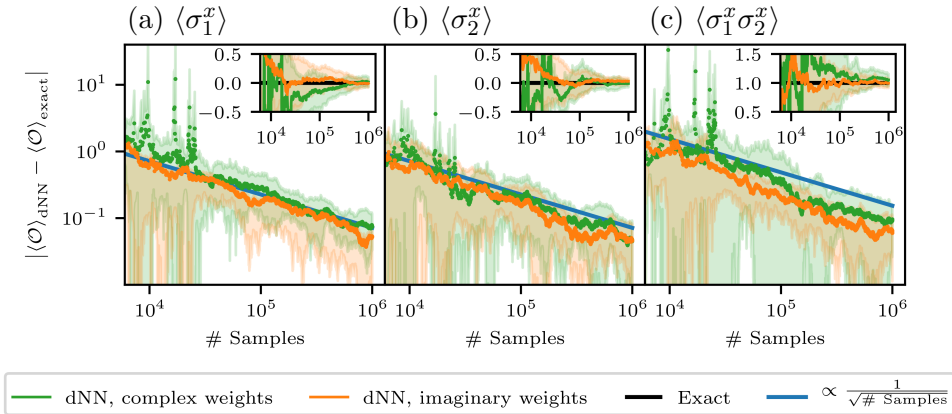 (a) ⟨σ₁ˣ⟩
(b) ⟨σ₂ˣ⟩
(c) ⟨σ₁ˣσ₂ˣ⟩
|⟨𝒪⟩dNN − ⟨𝒪⟩exact|
10¹
10⁰
10⁻¹
0.5
0.0
−0.5
10⁴ 10⁵ 10⁶
0.5
0.0
−0.5
10⁴ 10⁵ 10⁶
1.5
1.0
0.5
10⁴ 10⁵ 10⁶
10⁴ 10⁵ 10⁶
10⁴ 10⁵ 10⁶
10⁴ 10⁵ 10⁶
# Samples
# Samples
# Samples
dNN, complex weights
dNN, imaginary weights
Exact
∝ 1/√# Samples